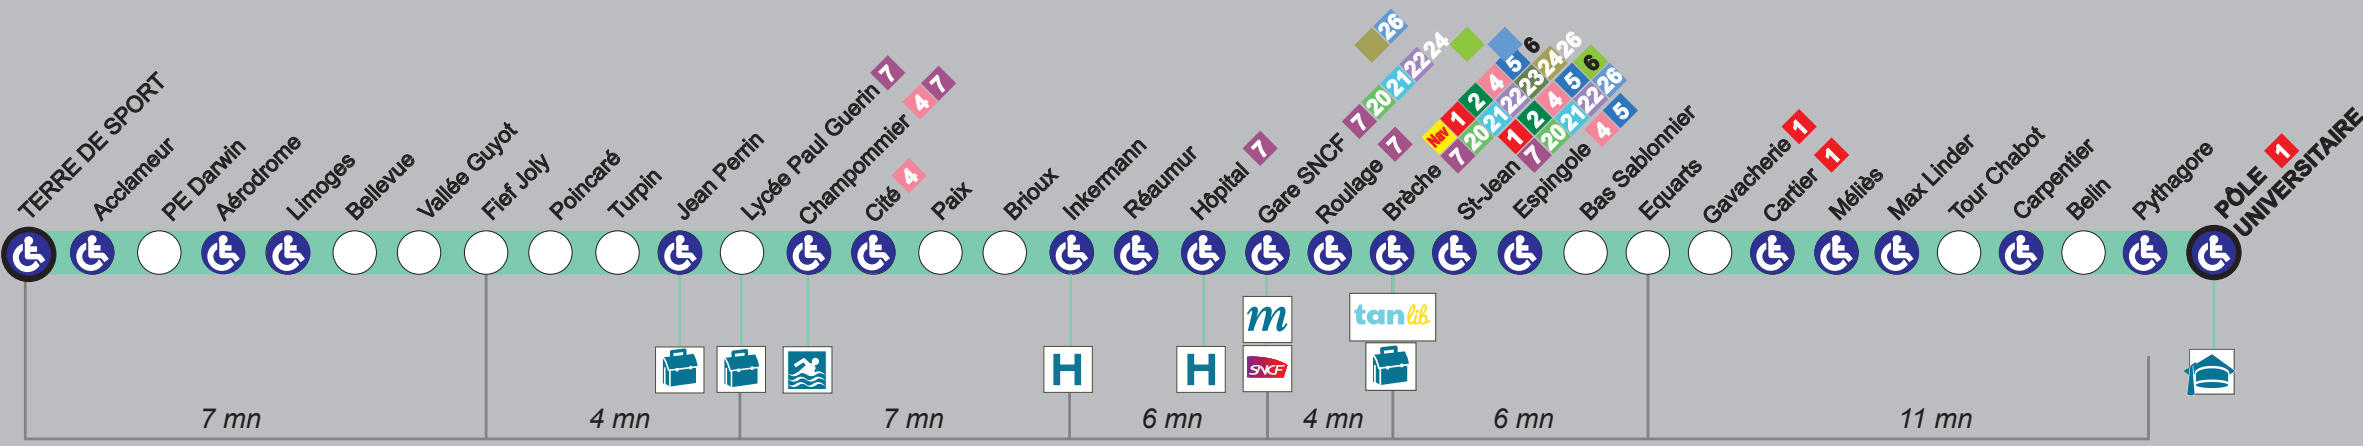 TERRE DE SPORT
Acclameur
PE Darwin
Aérodrome
Limoges
Bellevue
Vallée Guyot
Fief Joly
Poincaré
Turpin
Jean Perrin
Lycée Paul Guerin 7
Champommier 4 7
Cité 4
Paix
Brioux
Inkermann
Réaumur
Hôpital 7
26
Gare SNCF 7 20 21 22 24
Roulage 7
Nav 1 2 4 5 6
Brèche 7 20 21 22 23 24 26
1 2 4 5 6
St-Jean 7 20 21 22 26
Espingole 4 5
Bas Sablonnier
Equarts
Gavacherie 1
Cartier 1
Méliès
Max Linder
Tour Chabot
Carpentier
Belin
Pythagore
PÔLE 1
UNIVERSITAIRE
H
H
m
SNCF
tanlib
7 mn
4 mn
7 mn
6 mn
4 mn
6 mn
11 mn